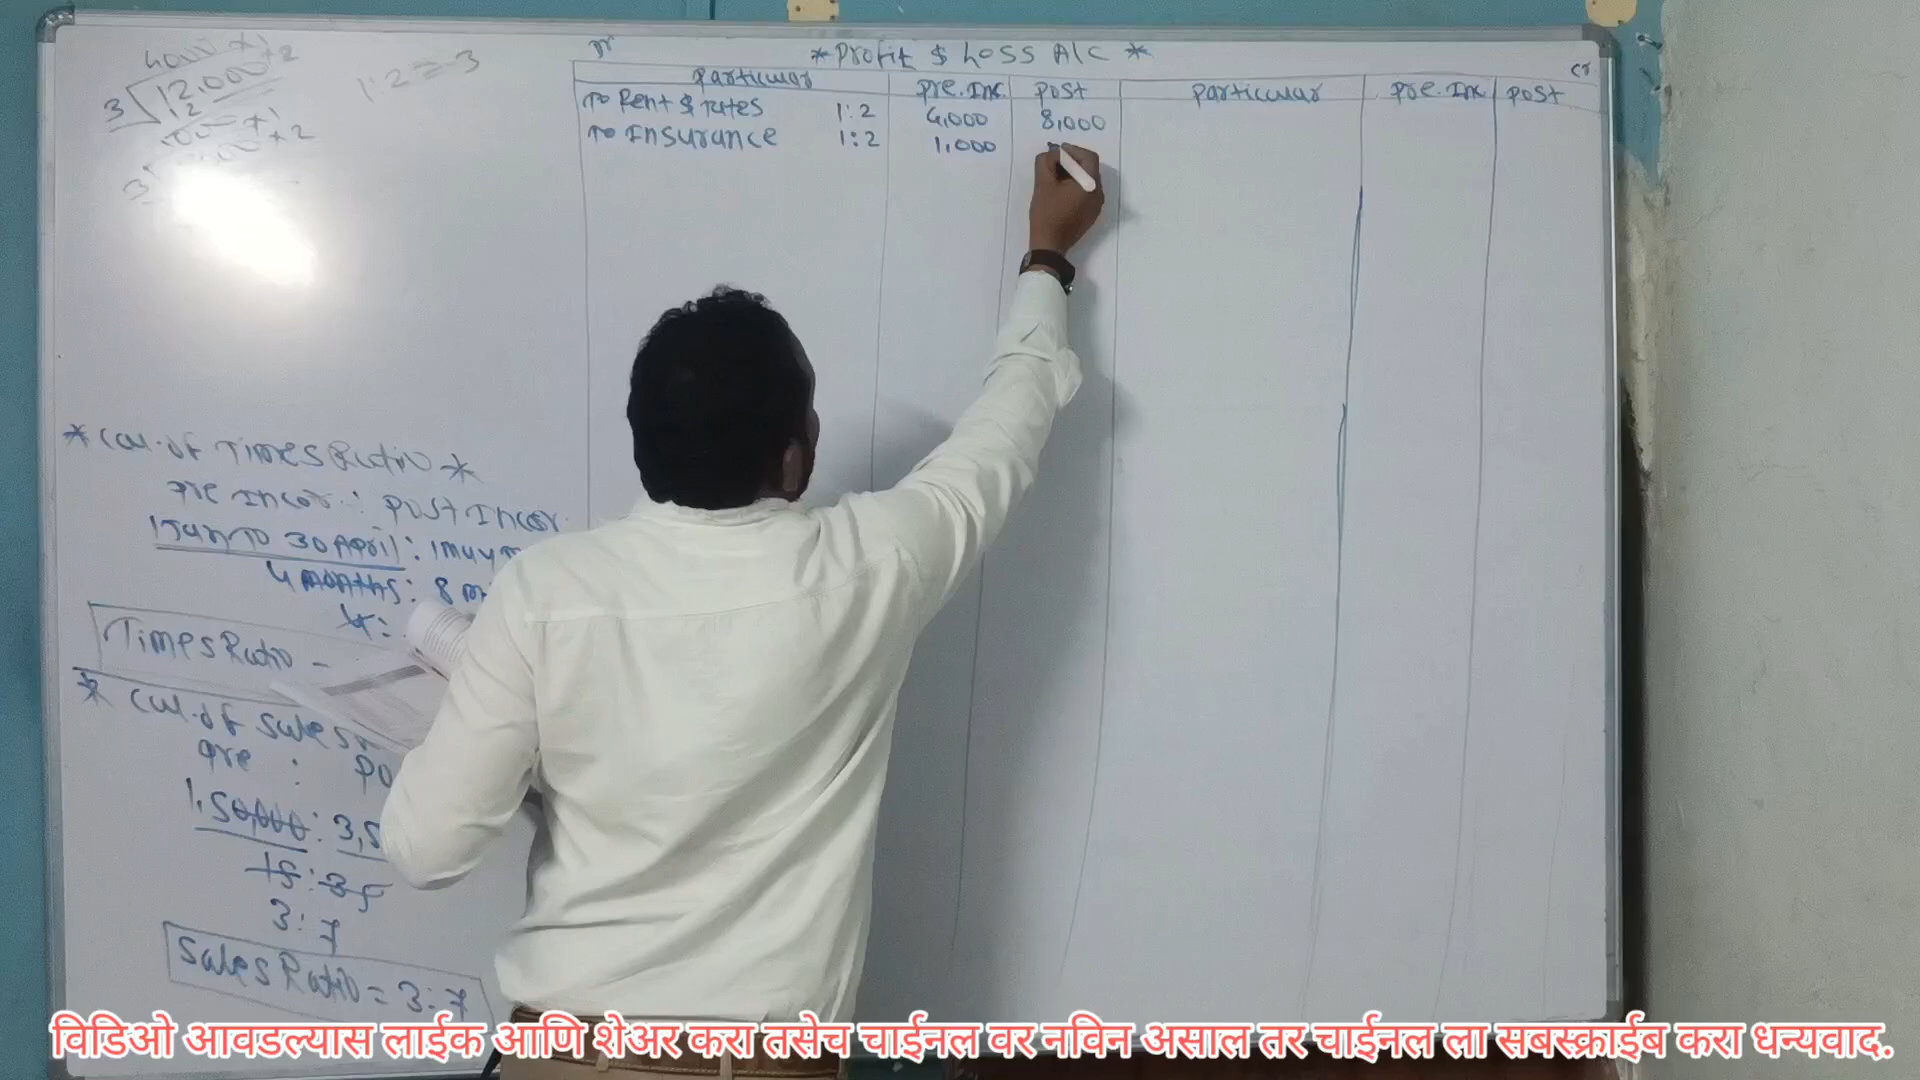 4000 × 1
× 2
3 12,000
12
1:2 = 3
3
Dr * Profit & Loss A/C * Cr
Particular Pre. Inc Post Particular Pre. Inc Post
To Rent & Rates 1:2 4,000 8,000
To Insurance 1:2 1,000
* Cal. of Times Ratio *
Pre Incor. : Post Incor.
1 Jan To 30 April : 1 may
4 months : 8 m
Times Ratio -
* Cal. of Sales
Pre : Po
1,50,000 : 3,5
15 : 35
3 : 7
Sales Ratio = 3:7
विडिओ आवडल्यास लाईक आणि शेअर करा तसेच चाईनल वर नविन असाल तर चाईनल ला सबस्क्राईब करा धन्यवाद.